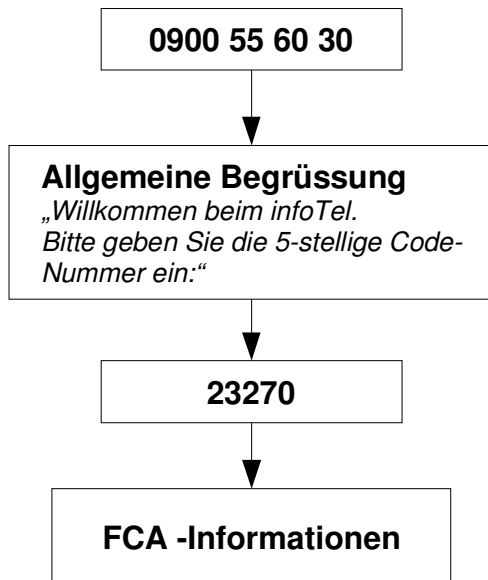 0900 55 60 30
Allgemeine Begrüssung
„Willkommen beim infoTel.
Bitte geben Sie die 5-stellige Code-
Nummer ein:“
23270
FCA -Informationen